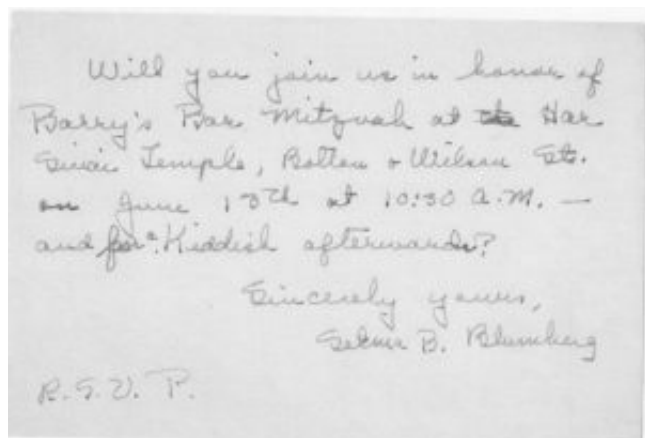 Will you join us in honor of
Barry's Bar Mitzvah at the Har
Sinai Temple, Bolton & Wilson Sts.
on June 13th at 10:30 A.M. —
and for a Kiddish afterwards?
Sincerely yours,
Selma B. Blumberg
R.S.V.P.